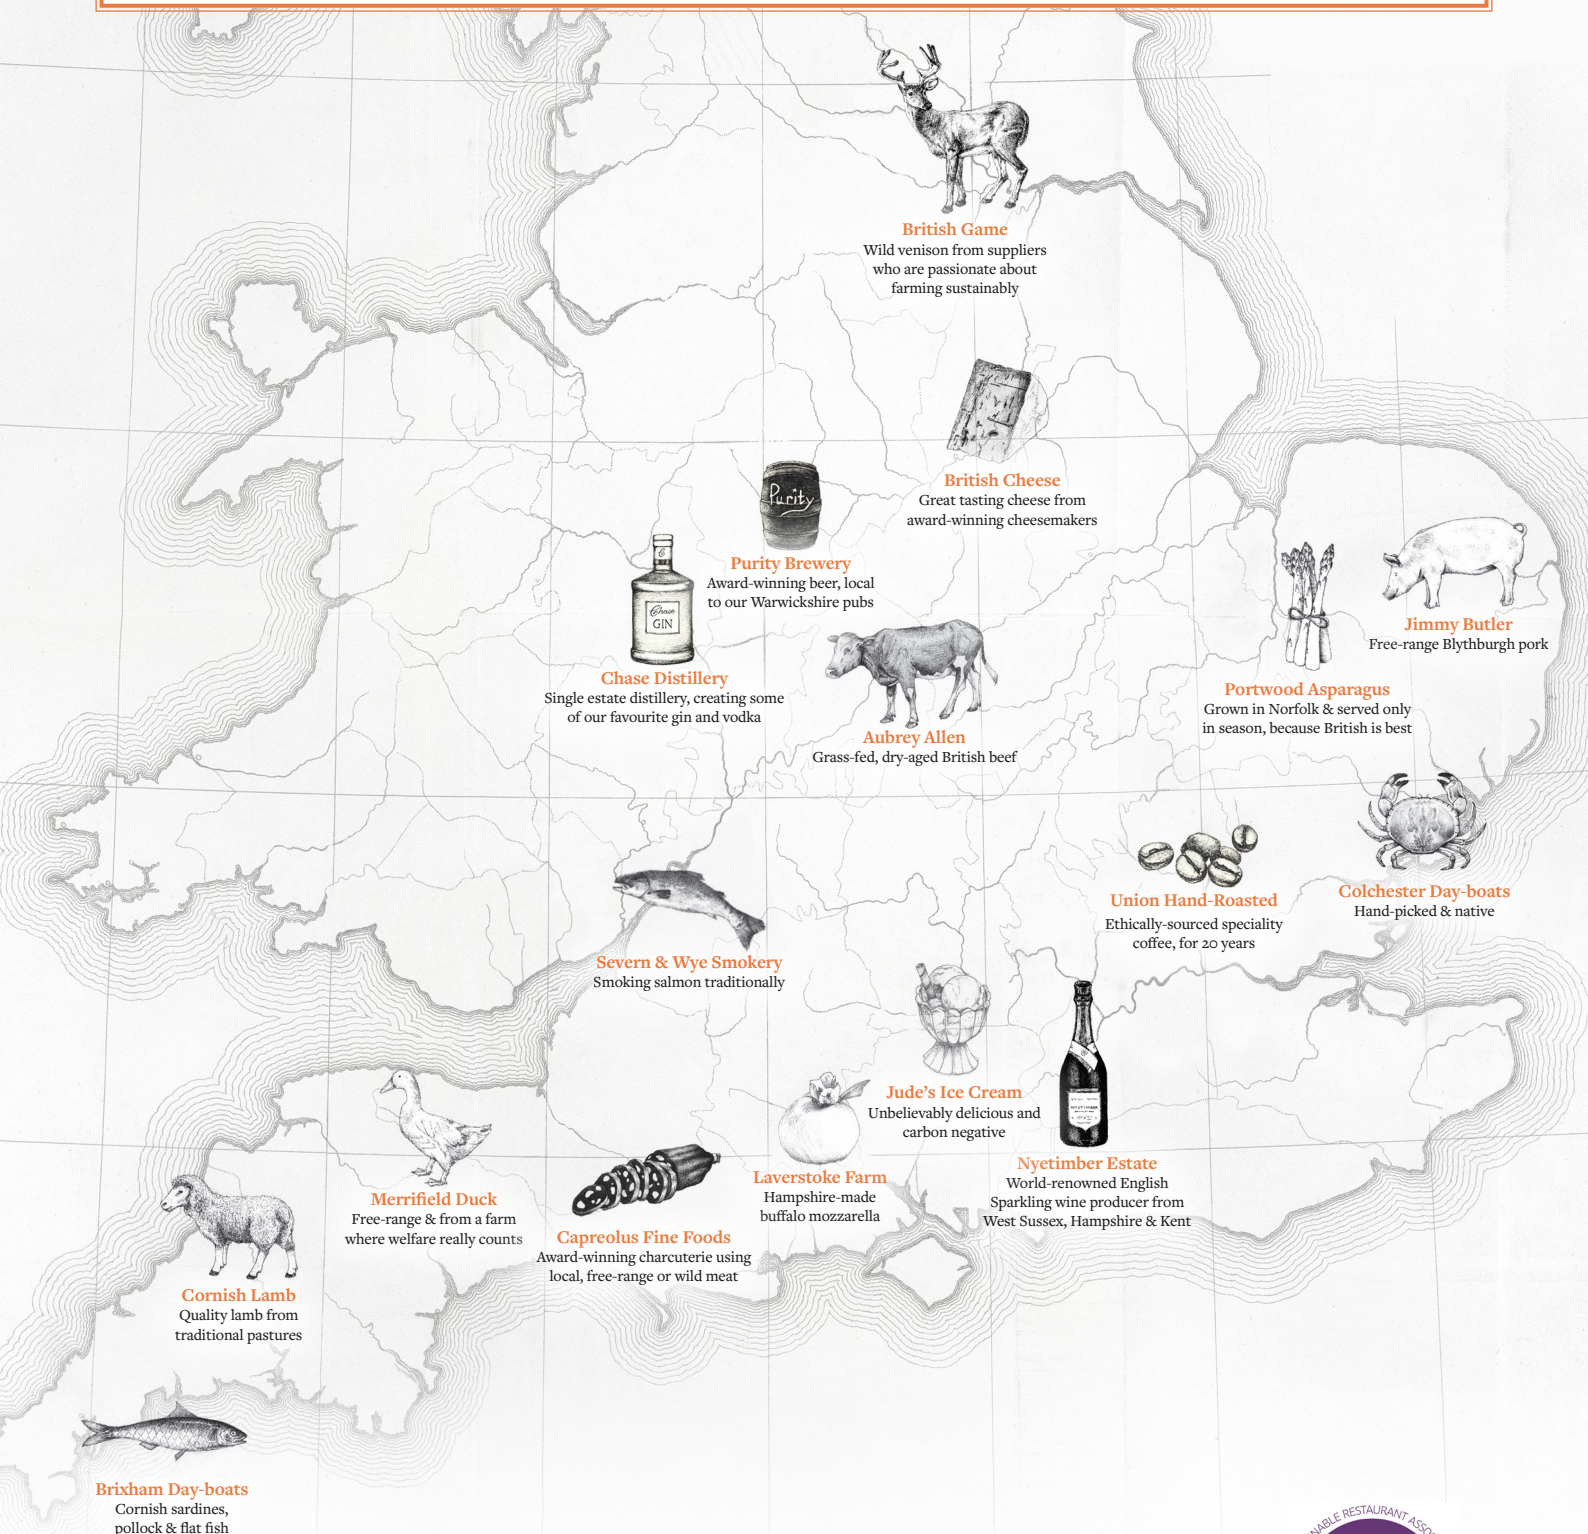 British Game
Wild venison from suppliers
who are passionate about
farming sustainably
British Cheese
Great tasting cheese from
award-winning cheesemakers
Purity
Purity Brewery
Award-winning beer, local
to our Warwickshire pubs
Chase
GIN
Chase Distillery
Single estate distillery, creating some
of our favourite gin and vodka
Aubrey Allen
Grass-fed, dry-aged British beef
Jimmy Butler
Free-range Blythburgh pork
Portwood Asparagus
Grown in Norfolk & served only
in season, because British is best
Union Hand-Roasted
Ethically-sourced speciality
coffee, for 20 years
Colchester Day-boats
Hand-picked & native
Severn & Wye Smokery
Smoking salmon traditionally
Jude's Ice Cream
Unbelievably delicious and
carbon negative
NYETIMBER
Nyetimber Estate
World-renowned English
Sparkling wine producer from
West Sussex, Hampshire & Kent
Laverstoke Farm
Hampshire-made
buffalo mozzarella
Merrifield Duck
Free-range & from a farm
where welfare really counts
Capreolus Fine Foods
Award-winning charcuterie using
local, free-range or wild meat
Cornish Lamb
Quality lamb from
traditional pastures
Brixham Day-boats
Cornish sardines,
pollock & flat fish
RESTAURANT